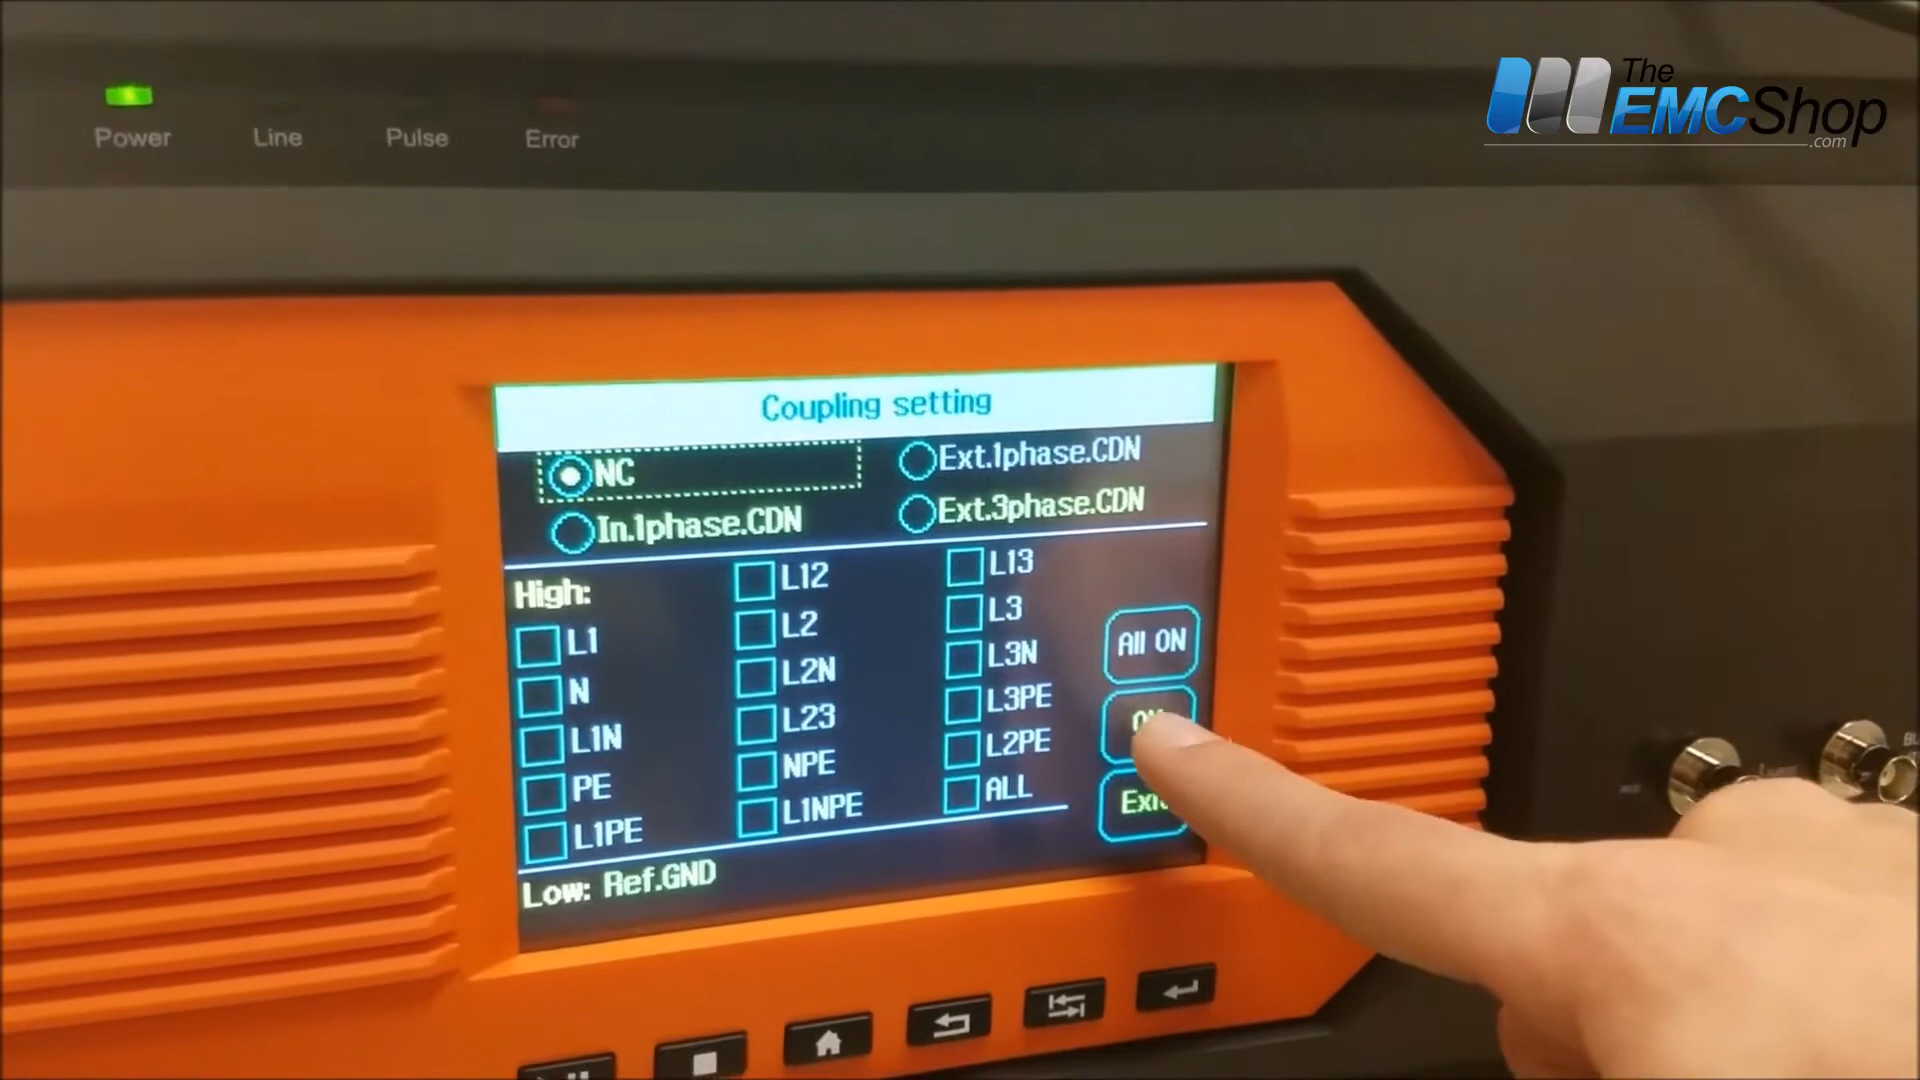 The
EMCShop
.com
Power Line Pulse Error
Coupling setting
NC
Ext.1phase.CDN
In.1phase.CDN
Ext.3phase.CDN
High:
L1
N
L1N
PE
L1PE
L12
L2
L2N
L23
NPE
L1NPE
L13
L3
L3N
L3PE
L2PE
ALL
All ON
Low: Ref.GND